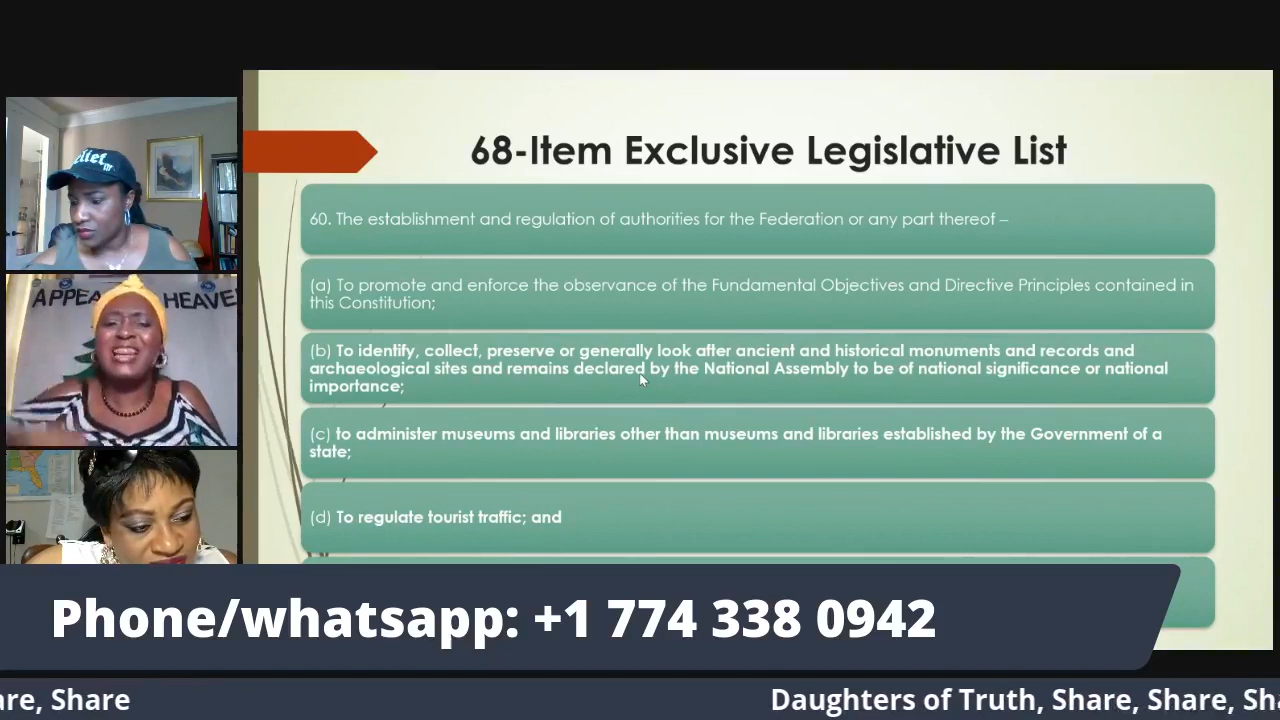 68-Item Exclusive Legislative List
60. The establishment and regulation of authorities for the Federation or any part thereof –
(a) To promote and enforce the observance of the Fundamental Objectives and Directive Principles contained in
this Constitution;
(b) To identify, collect, preserve or generally look after ancient and historical monuments and records and
archaeological sites and remains declared by the National Assembly to be of national significance or national
importance;
(c) to administer museums and libraries other than museums and libraries established by the Government of a
state;
(d) To regulate tourist traffic; and
APPEA HEAVE
Phone/whatsapp: +1 774 338 0942
are, Share
Daughters of Truth, Share, Share, Sha